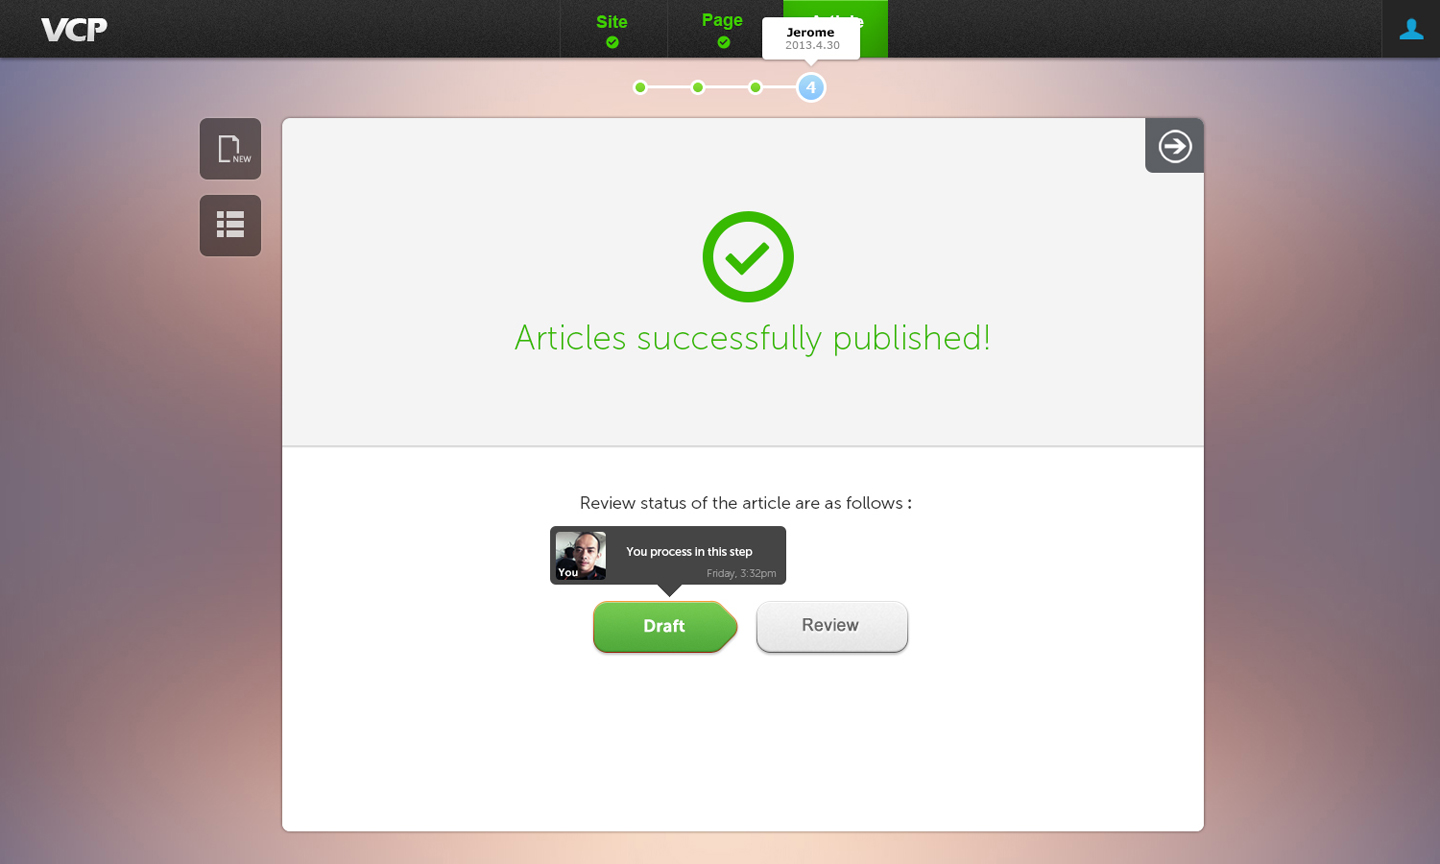 VCP
Site
Page
Jerome
2013.4.30
4
NEW
Articles successfully published!
Review status of the article are as follows :
You process in this step
You
Friday, 3:32pm
Draft
Review